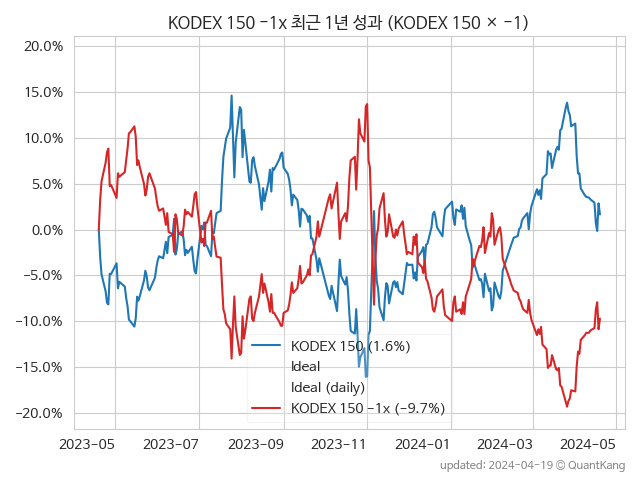 KODEX 150 -1x 최근 1년 성과 (KODEX 150 × -1)
20.0%
15.0%
10.0%
5.0%
0.0%
-5.0%
-10.0%
-15.0%
-20.0%
KODEX 150 (1.6%)
Ideal
Ideal (daily)
KODEX 150 -1x (-9.7%)
2023-05
2023-07
2023-09
2023-11
2024-01
2024-03
2024-05
updated: 2024-04-19 © QuantKang